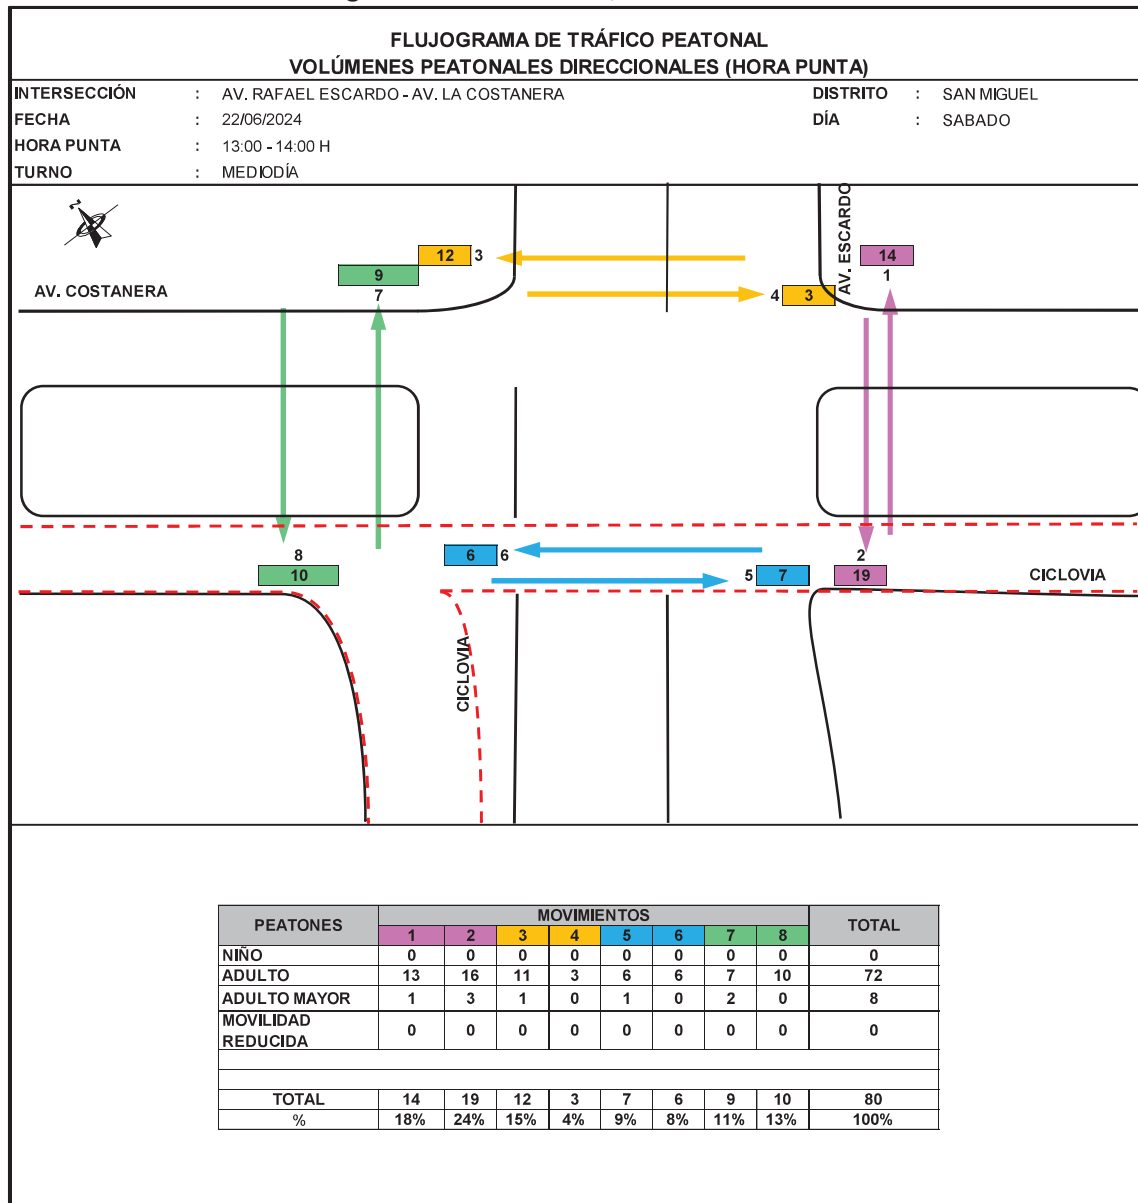 FLUJOGRAMA DE TRÁFICO PEATONAL
VOLÚMENES PEATONALES DIRECCIONALES (HORA PUNTA)
INTERSECCIÓN : AV. RAFAEL ESCARDO - AV. LA COSTANERA DISTRITO : SAN MIGUEL
FECHA : 22/06/2024 DÍA : SABADO
HORA PUNTA : 13:00 - 14:00 H
TURNO : MEDIODÍA
N
AV. ESCARDO
12 3
14
9
1
AV. COSTANERA
7
4 3
8
6 6
2
10
5 7
19
CICLOVIA
CICLOVIA
PEATONES MOVIMIENTOS TOTAL
1 2 3 4 5 6 7 8
NIÑO 0 0 0 0 0 0 0 0 0
ADULTO 13 16 11 3 6 6 7 10 72
ADULTO MAYOR 1 3 1 0 1 0 2 0 8
MOVILIDAD
REDUCIDA 0 0 0 0 0 0 0 0 0
TOTAL 14 19 12 3 7 6 9 10 80
% 18% 24% 15% 4% 9% 8% 11% 13% 100%